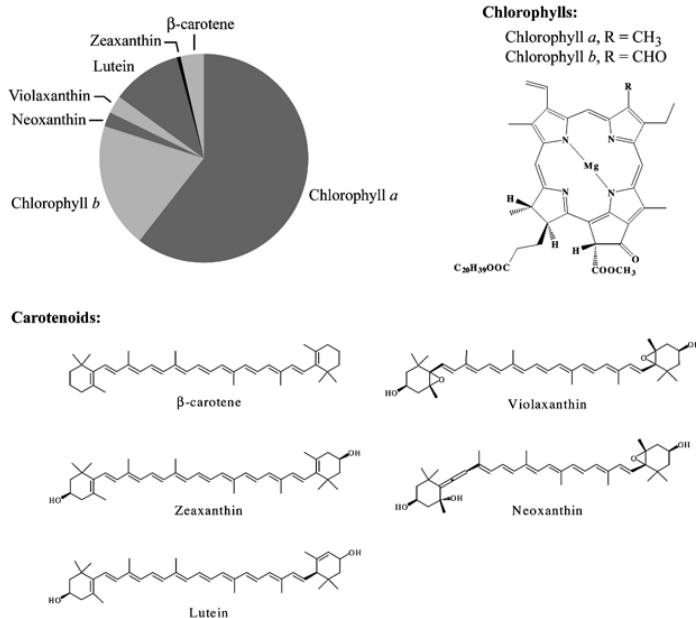 β-carotene
Zeaxanthin
Lutein
Violaxanthin
Neoxanthin
Chlorophyll b
Chlorophyll a
Chlorophylls:
Chlorophyll a, R = CH3
Chlorophyll b, R = CHO
R
N
N
Mg
N
N
H
H
H
O
C20H39OOC
COOCH3
Carotenoids:
β-carotene
OH
O
O
HO
Violaxanthin
OH
HO
Zeaxanthin
OH
O
OH
HO
Neoxanthin
OH
HO
Lutein